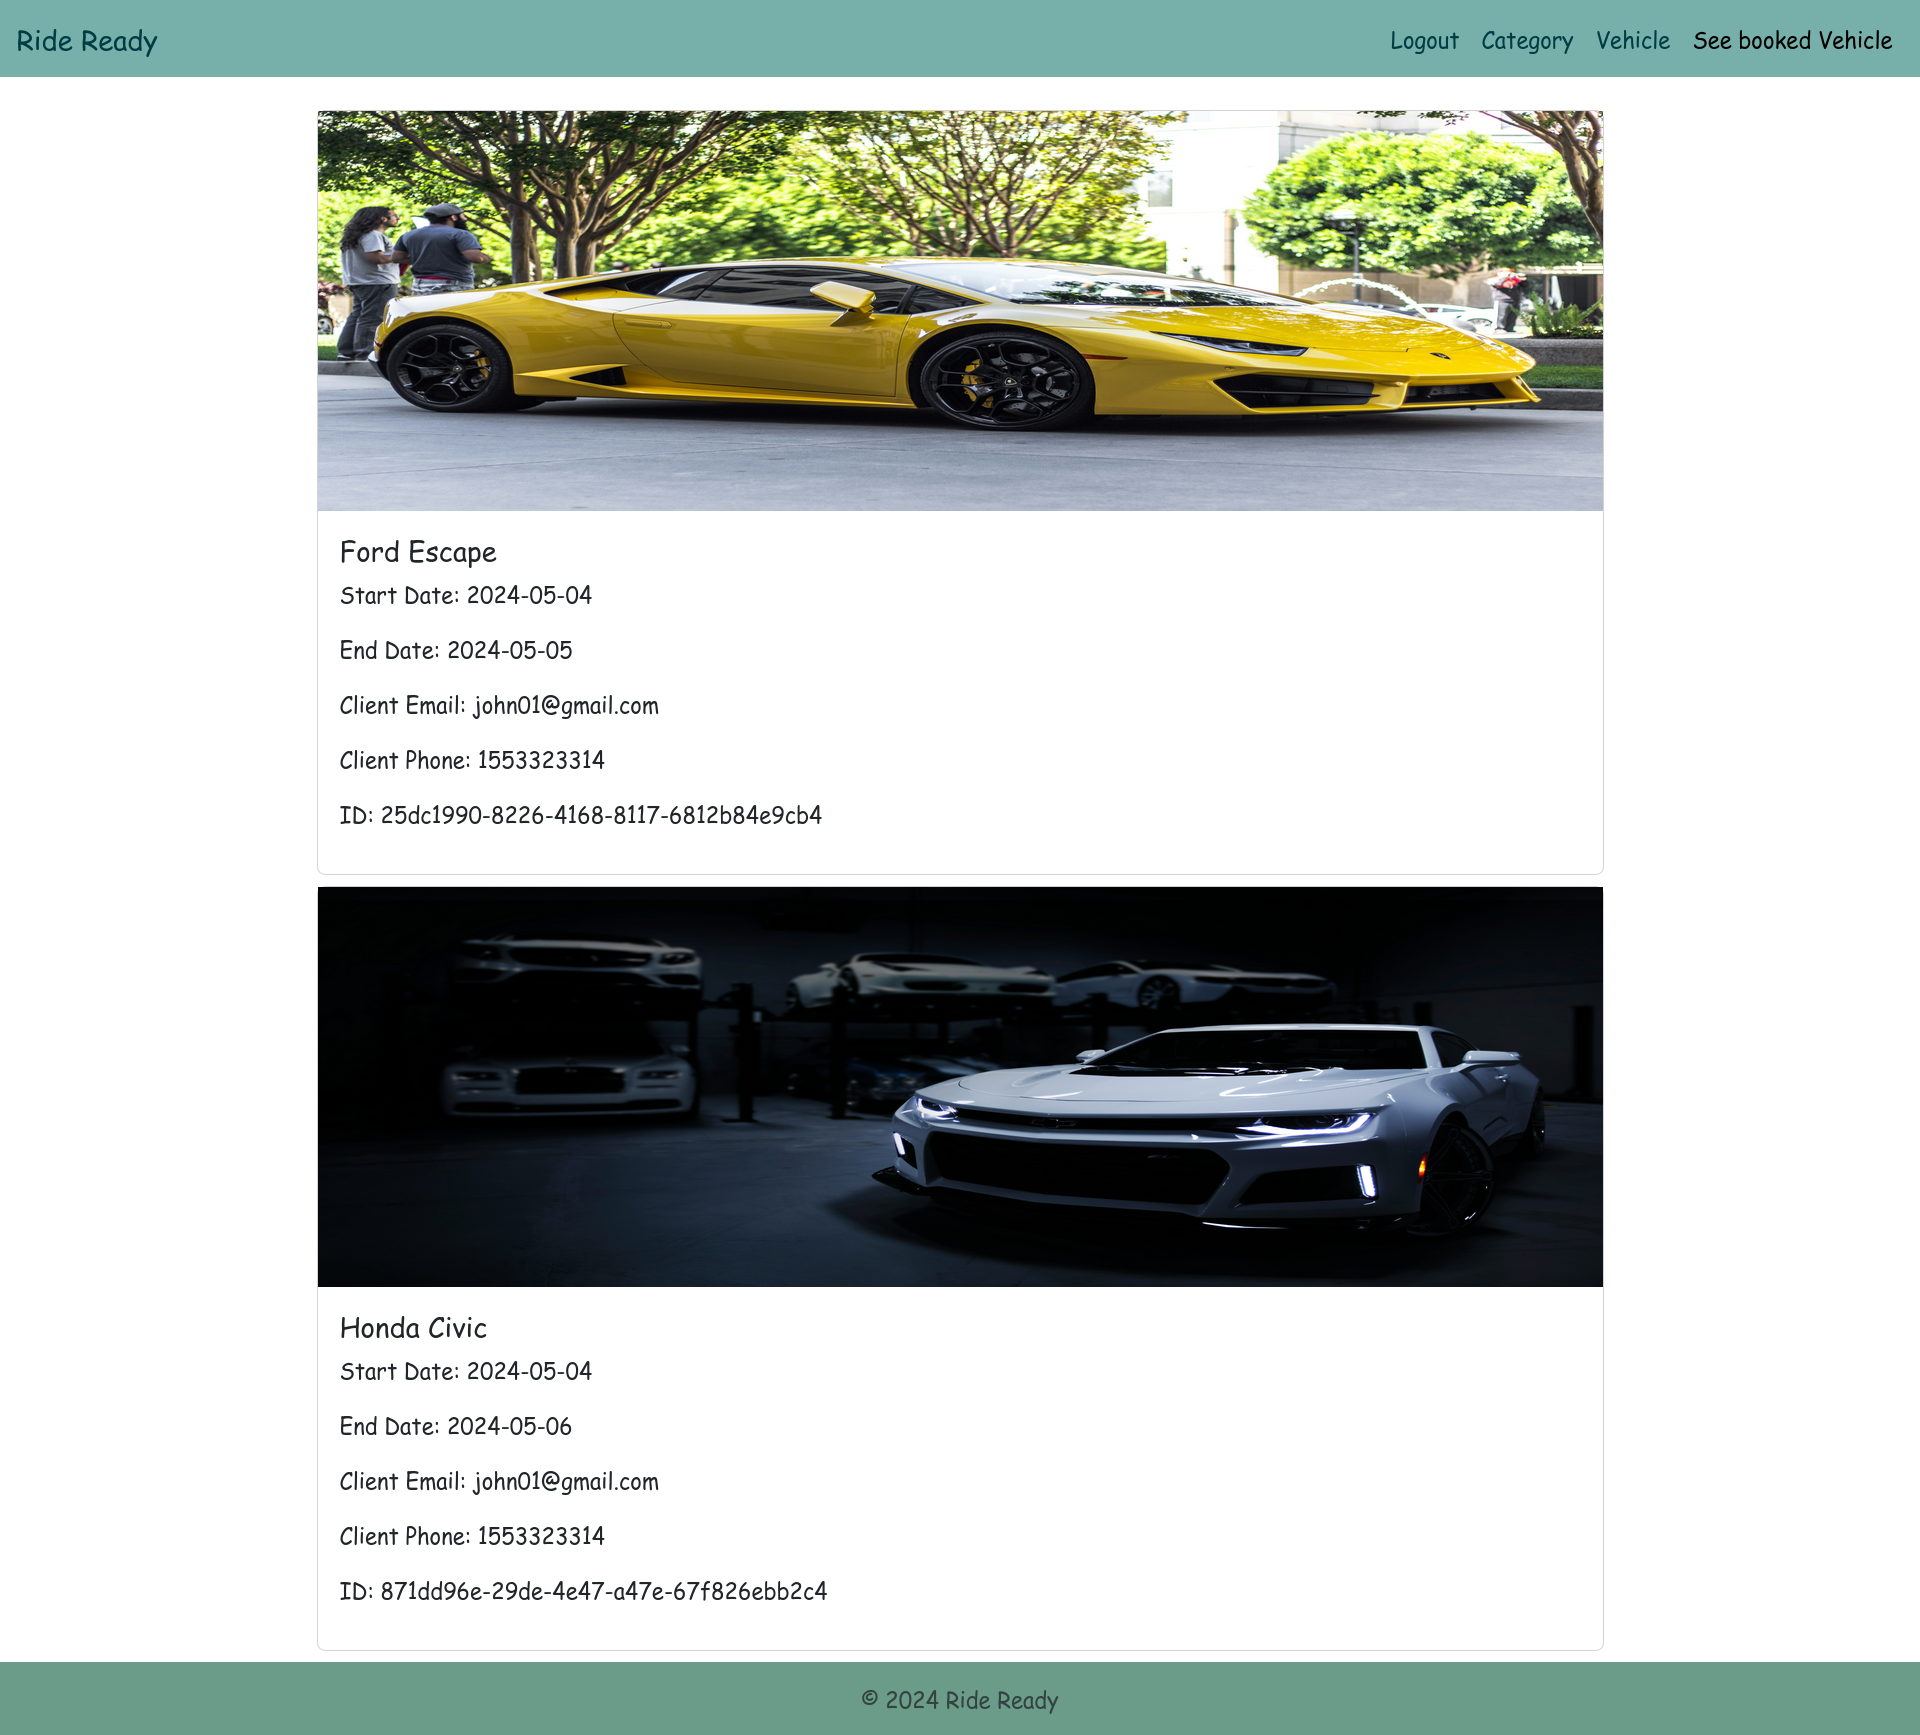 Ride Ready
Logout Category Vehicle See booked Vehicle
Ford Escape
Start Date: 2024-05-04
End Date: 2024-05-05
Client Email: john01@gmail.com
Client Phone: 1553323314
ID: 25dc1990-8226-4168-8117-6812b84e9cb4
Honda Civic
Start Date: 2024-05-04
End Date: 2024-05-06
Client Email: john01@gmail.com
Client Phone: 1553323314
ID: 871dd96e-29de-4e47-a47e-67f826ebb2c4
© 2024 Ride Ready